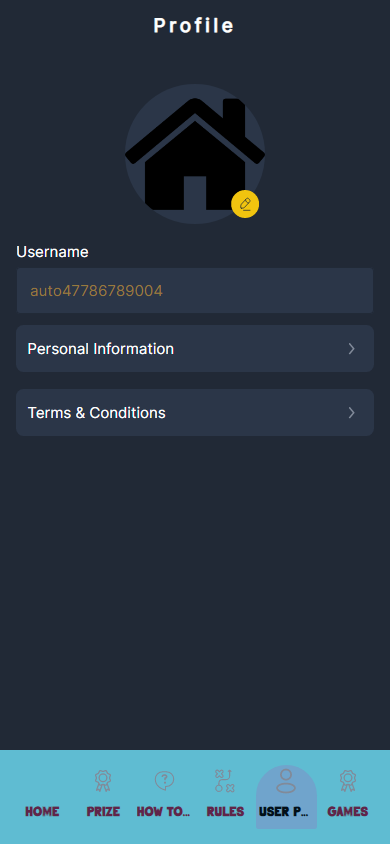 Profile
Username
auto47786789004
Personal Information
Terms & Conditions
HOME PRIZE HOW TO... RULES USER P... GAMES